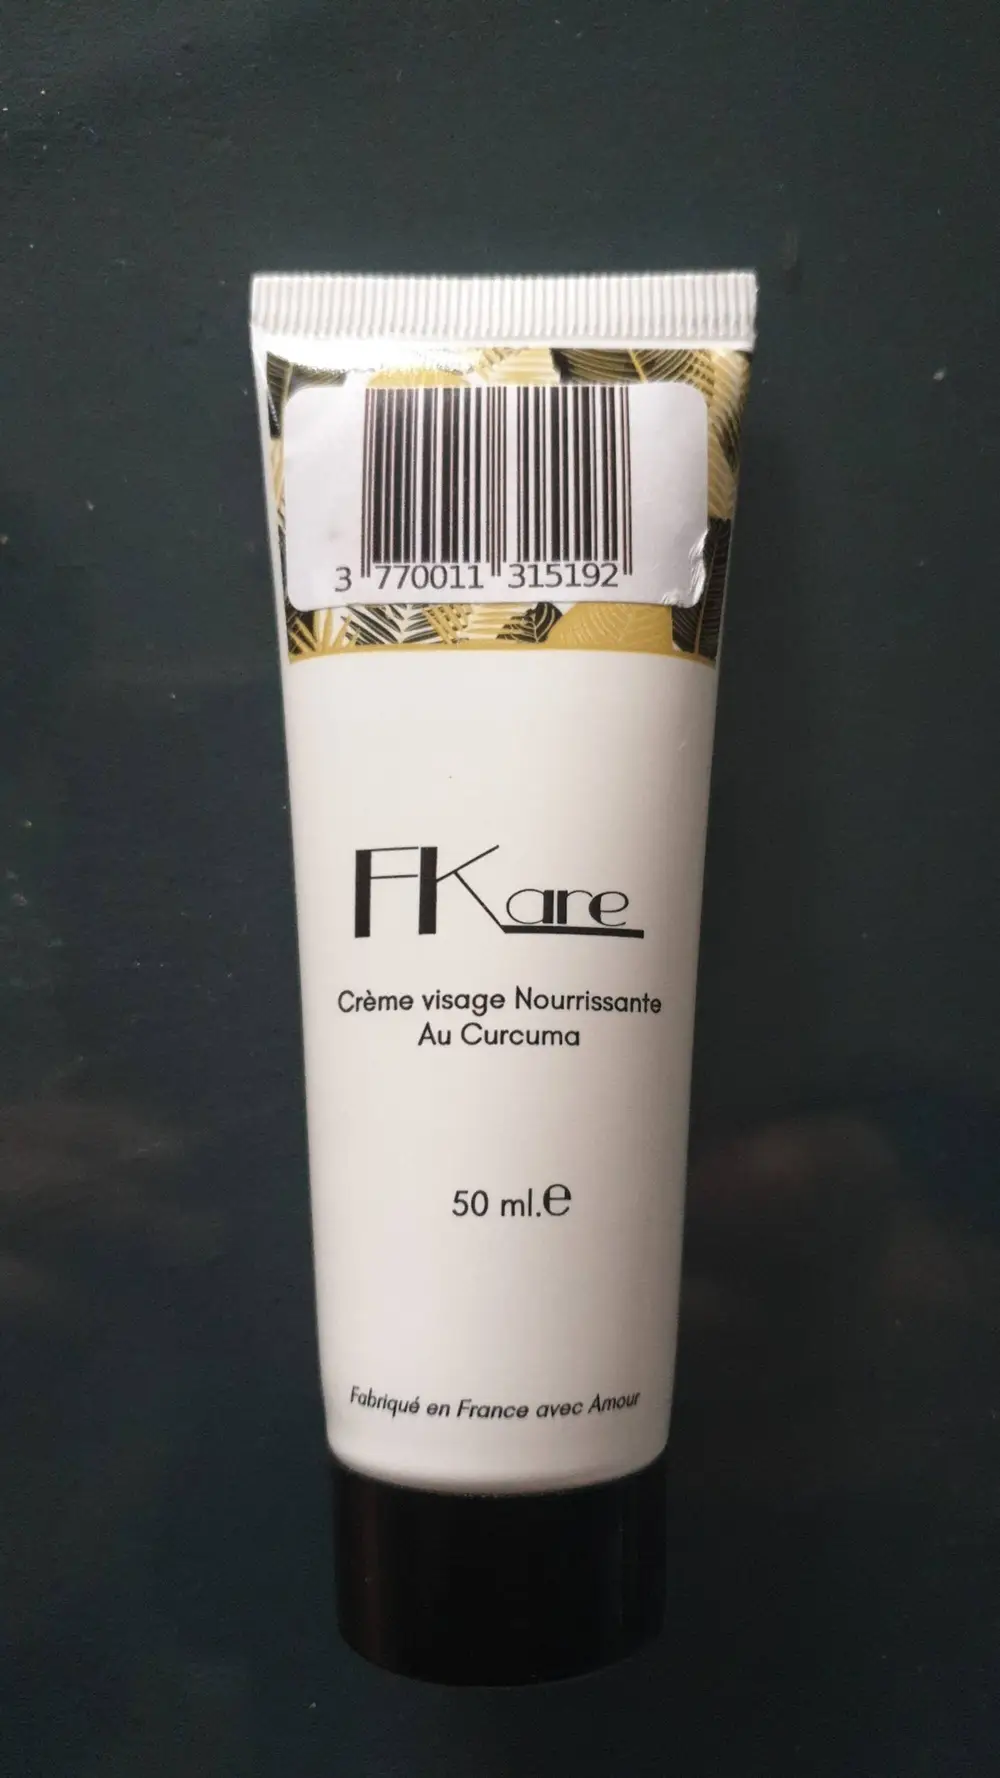 3 770011 315192
FKare
Crème visage Nourrissante
Au Curcuma
50 ml.e
Fabriqué en France avec Amour